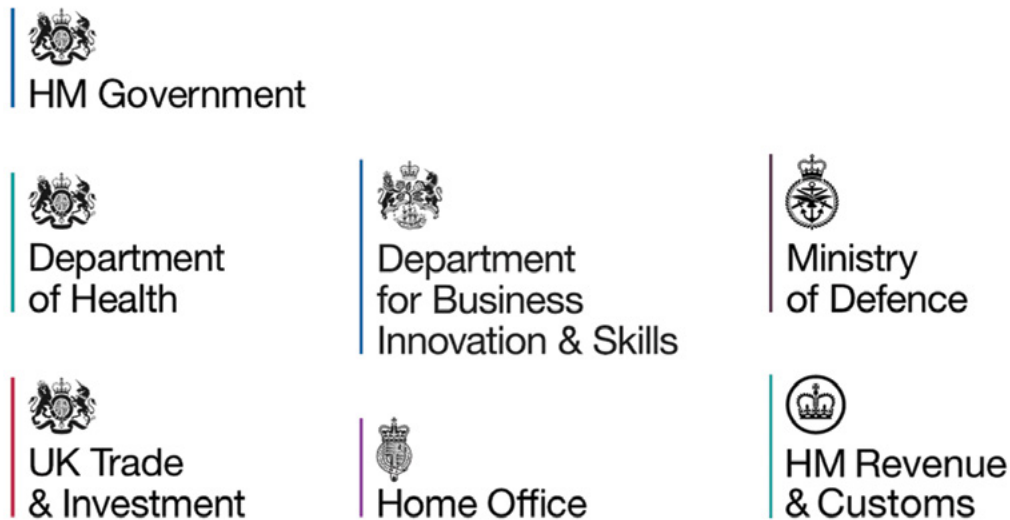 HM Government
Department
of Health
Department
for Business
Innovation & Skills
Ministry
of Defence
UK Trade
& Investment
Home Office
HM Revenue
& Customs